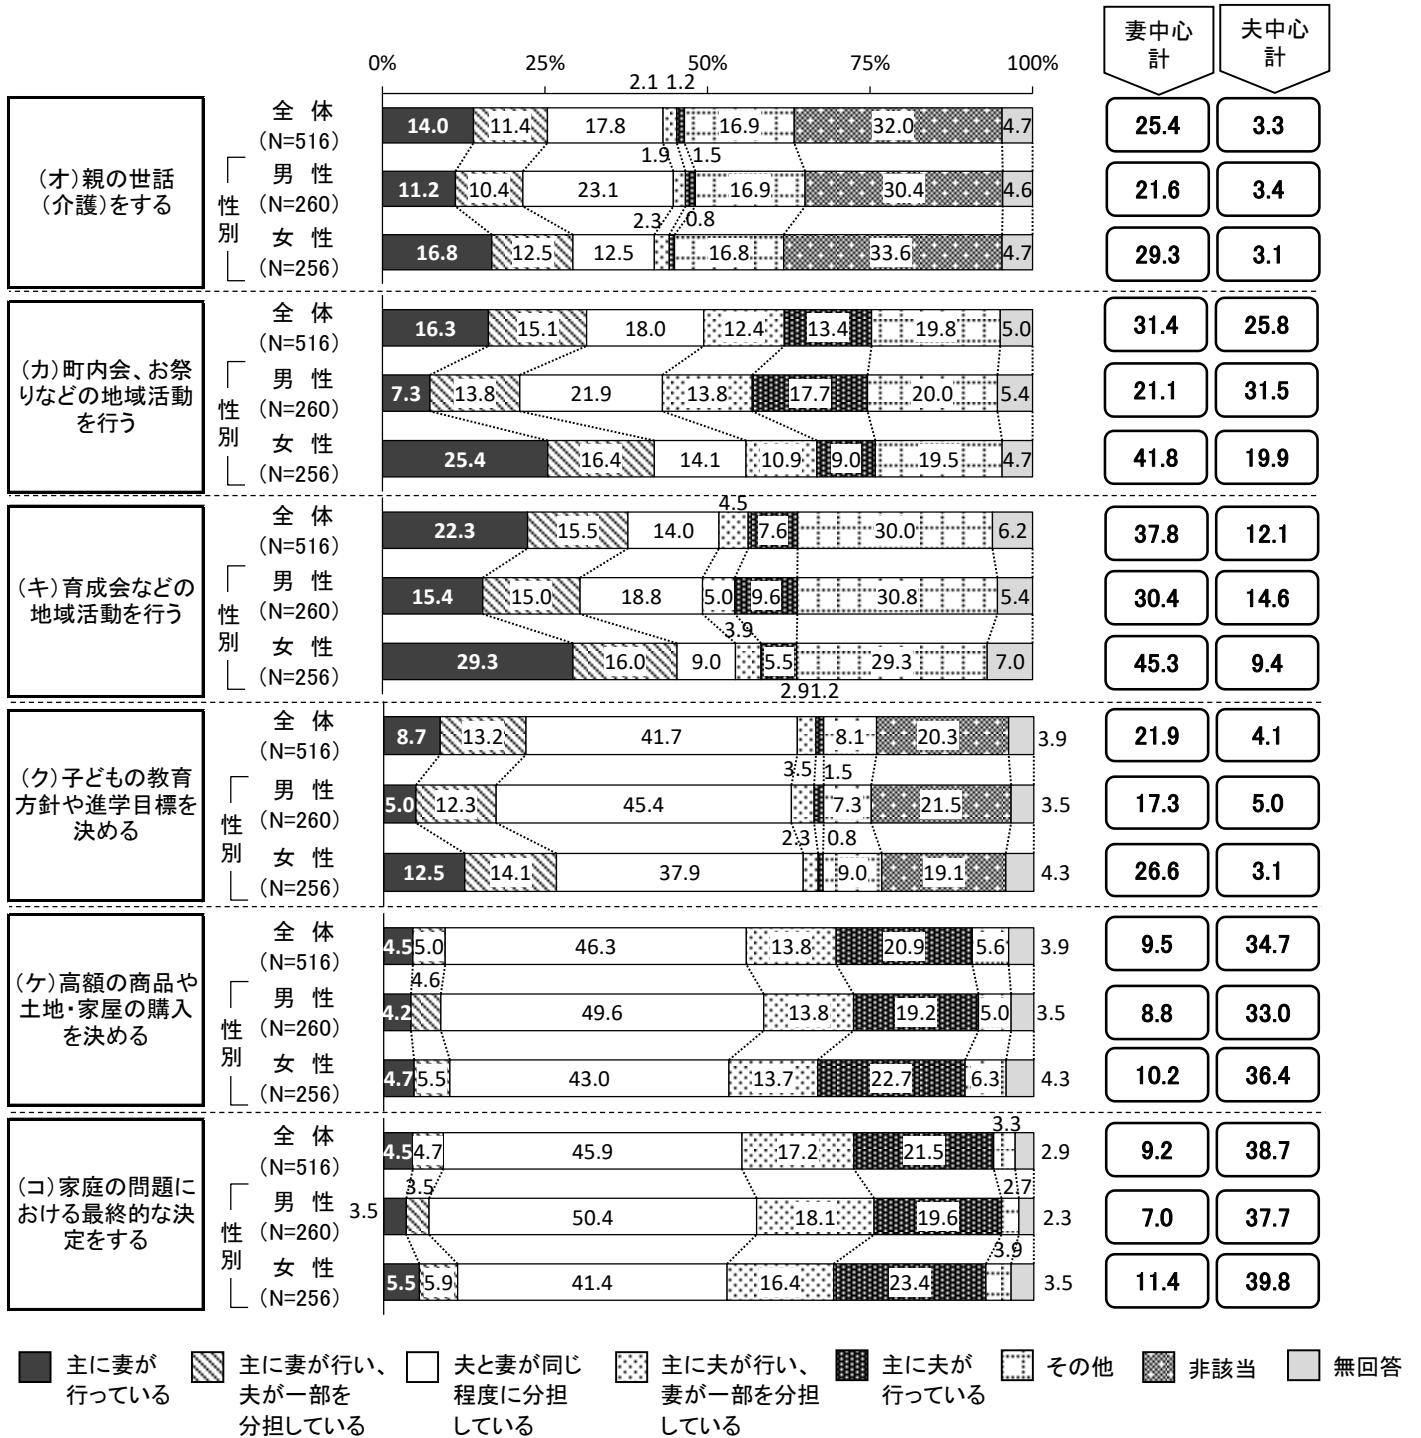 妻中心
計
夫中心
計
0%
25%
50%
75%
100%
2.1 1.2
(オ)親の世話
(介護)をする
全 体
(N=516)
14.0 11.4 17.8 16.9 32.0 4.7
25.4 3.3
1.9 1.5
性別
男 性
(N=260)
11.2 10.4 23.1 16.9 30.4 4.6
21.6 3.4
2.3 0.8
女 性
(N=256)
16.8 12.5 12.5 16.8 33.6 4.7
29.3 3.1
(カ)町内会、お祭
りなどの地域活動
を行う
全 体
(N=516)
16.3 15.1 18.0 12.4 13.4 19.8 5.0
31.4 25.8
性別
男 性
(N=260)
7.3 13.8 21.9 13.8 17.7 20.0 5.4
21.1 31.5
女 性
(N=256)
25.4 16.4 14.1 10.9 9.0 19.5 4.7
41.8 19.9
(キ)育成会などの
地域活動を行う
4.5
全 体
(N=516)
22.3 15.5 14.0 7.6 30.0 6.2
37.8 12.1
性別
男 性
(N=260)
15.4 15.0 18.8 5.0 9.6 30.8 5.4
30.4 14.6
3.9
女 性
(N=256)
29.3 16.0 9.0 5.5 29.3 7.0
45.3 9.4
2.9 1.2
(ク)子どもの教育
方針や進学目標を
決める
全 体
(N=516)
8.7 13.2 41.7 8.1 20.3 3.9
21.9 4.1
3.5 1.5
性別
男 性
(N=260)
5.0 12.3 45.4 7.3 21.5 3.5
17.3 5.0
2.3 0.8
女 性
(N=256)
12.5 14.1 37.9 9.0 19.1 4.3
26.6 3.1
(ケ)高額の商品や
土地・家屋の購入
を決める
全 体
(N=516)
4.5 5.0 46.3 13.8 20.9 5.6 3.9
9.5 34.7
4.6
性別
男 性
(N=260)
4.2 49.6 13.8 19.2 5.0 3.5
8.8 33.0
女 性
(N=256)
4.7 5.5 43.0 13.7 22.7 6.3 4.3
10.2 36.4
(コ)家庭の問題に
おける最終的な決
定をする
3.3
全 体
(N=516)
4.5 4.7 45.9 17.2 21.5 2.9
9.2 38.7
3.5 2.7
性別
男 性
(N=260)
3.5 50.4 18.1 19.6 2.3
7.0 37.7
3.9
女 性
(N=256)
5.5 5.9 41.4 16.4 23.4 3.5
11.4 39.8
主に妻が
行っている
主に妻が行い、
夫が一部を
分担している
夫と妻が同じ
程度に分担
している
主に夫が行い、
妻が一部を分担
している
主に夫が
行っている
その他
非該当
無回答